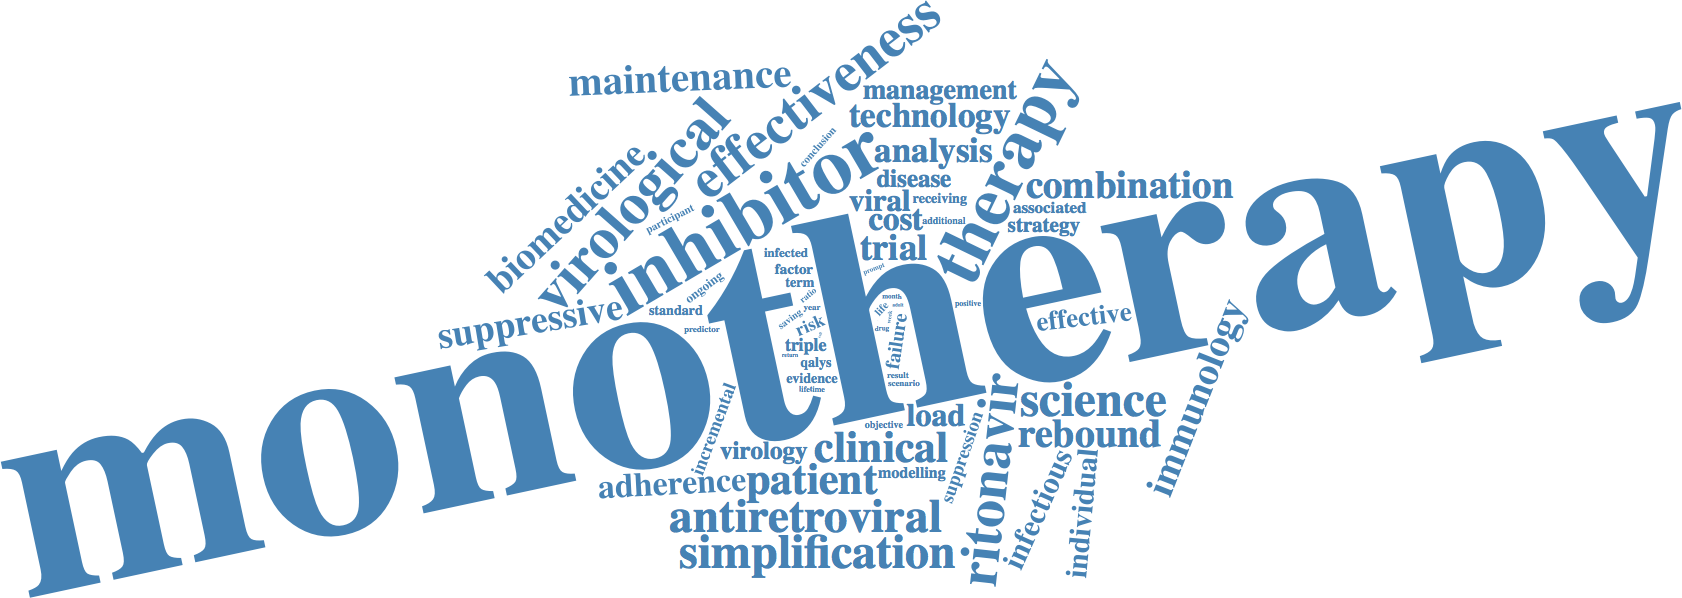 effectiveness
maintenance
management
technology
therapy
virological
conclusion
inhibitor
analysis
biomedicine
disease
combination
viral
receiving
associated
participant
cost
additional
strategy
trial
monotherapy
infected
factor
term
prompt
ongoing
suppressive
standard
predictor
ratio
year
saving
risk
triple
return
qalys
evidence
lifetime
month
adult
life
week
drug
failure
result
scenario
positive
effective
immunology
incremental
objective
load
science
rebound
ritonavir
suppression
virology
clinical
modelling
adherence
patient
infectious
individual
antiretroviral
simplification